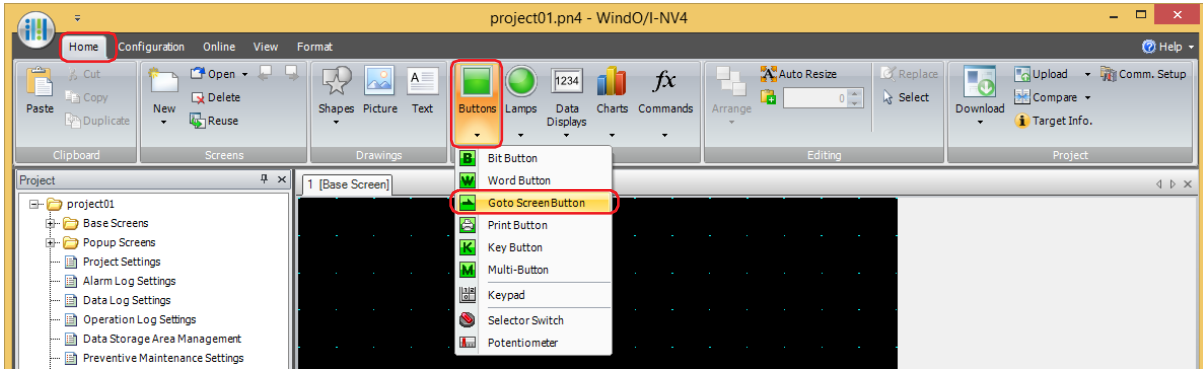 project01.pn4 - WindO/I-NV4
Home Configuration Online View Format Help
Cut Open Auto Resize Replace Upload Comm. Setup
Copy Delete 1234 fx 0 Select Compare
Paste Duplicate New Reuse Shapes Picture A Text Buttons Lamps Data Displays Charts Commands Arrange Download Target Info.
Clipboard Screens Drawings Editing Project
Project
1 [Base Screen]
project01
Base Screens
Popup Screens
Project Settings
Alarm Log Settings
Data Log Settings
Operation Log Settings
Data Storage Area Management
Preventive Maintenance Settings
B Bit Button
W Word Button
Goto Screen Button
Print Button
K Key Button
M Multi-Button
Keypad
Selector Switch
Potentiometer